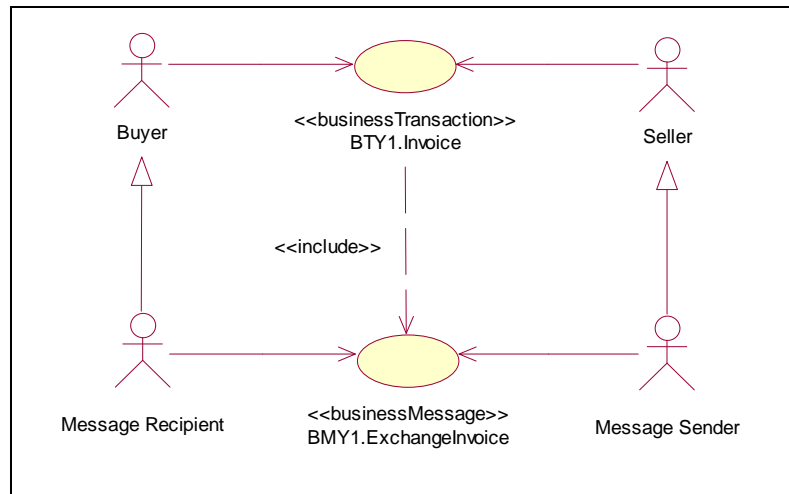 Buyer
<<businessTransaction>>
BTY1.Invoice
Seller
<<include>>
Message Recipient
<<businessMessage>>
BMY1.ExchangeInvoice
Message Sender